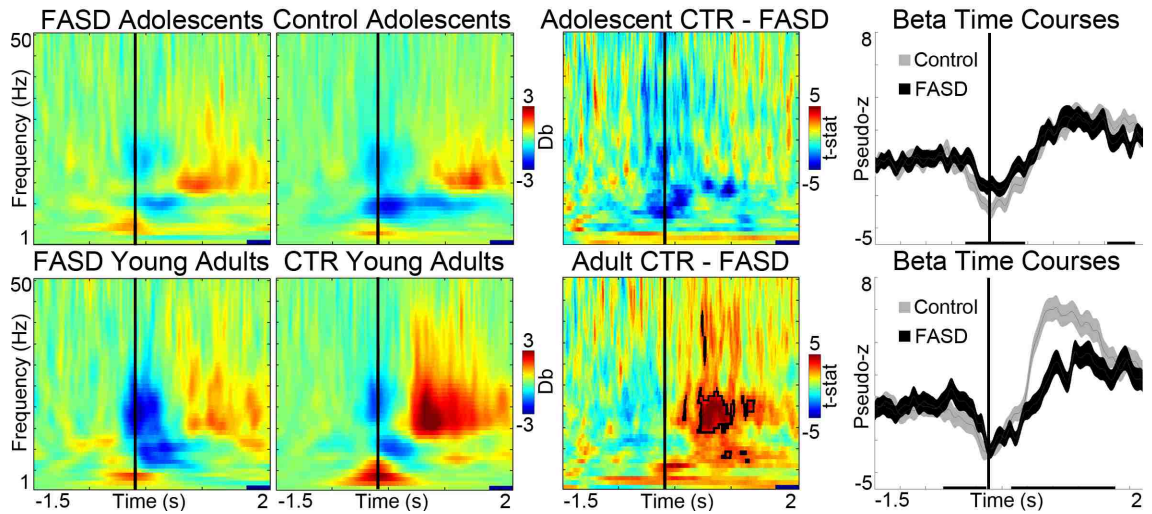 FASD Adolescents Control Adolescents Adolescent CTR - FASD Beta Time Courses
50
Frequency (Hz)
1
3
Db
-3
5
t-stat
-5
8
Pseudo-z
-5
Control
FASD
FASD Young Adults CTR Young Adults Adult CTR - FASD Beta Time Courses
50
Frequency (Hz)
1
3
Db
-3
5
t-stat
-5
8
Pseudo-z
-5
Control
FASD
-1.5 Time (s) 2
Time (s) 2
-1.5 Time (s) 2
-1.5 Time (s) 2